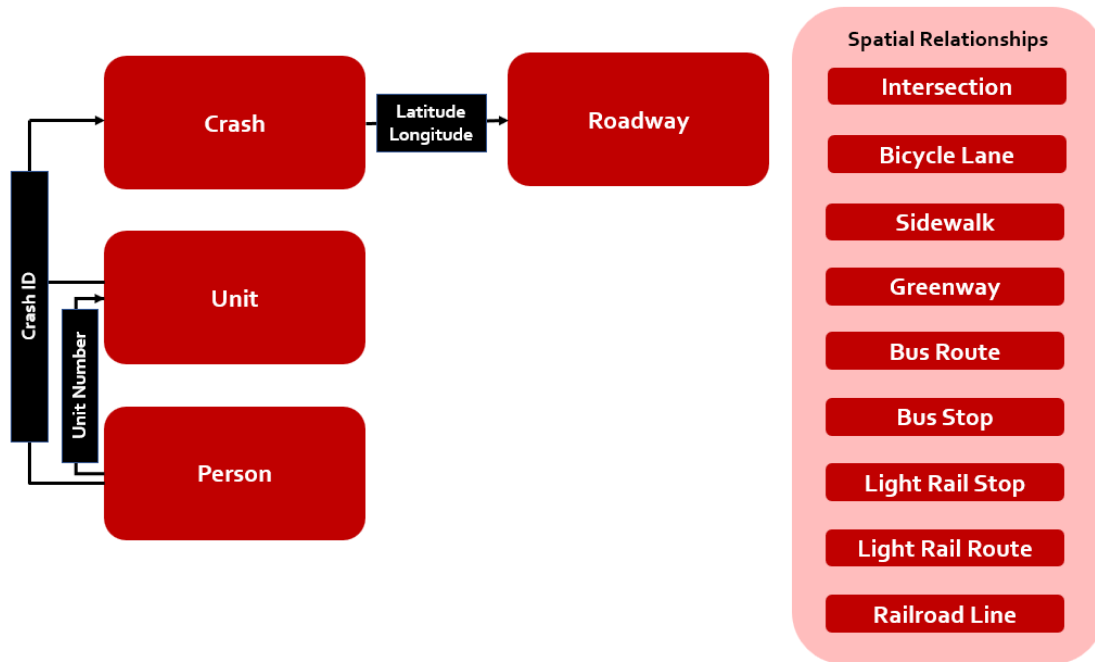 Crash
Latitude
Longitude
Roadway
Crash ID
Unit
Unit Number
Person
Spatial Relationships
Intersection
Bicycle Lane
Sidewalk
Greenway
Bus Route
Bus Stop
Light Rail Stop
Light Rail Route
Railroad Line